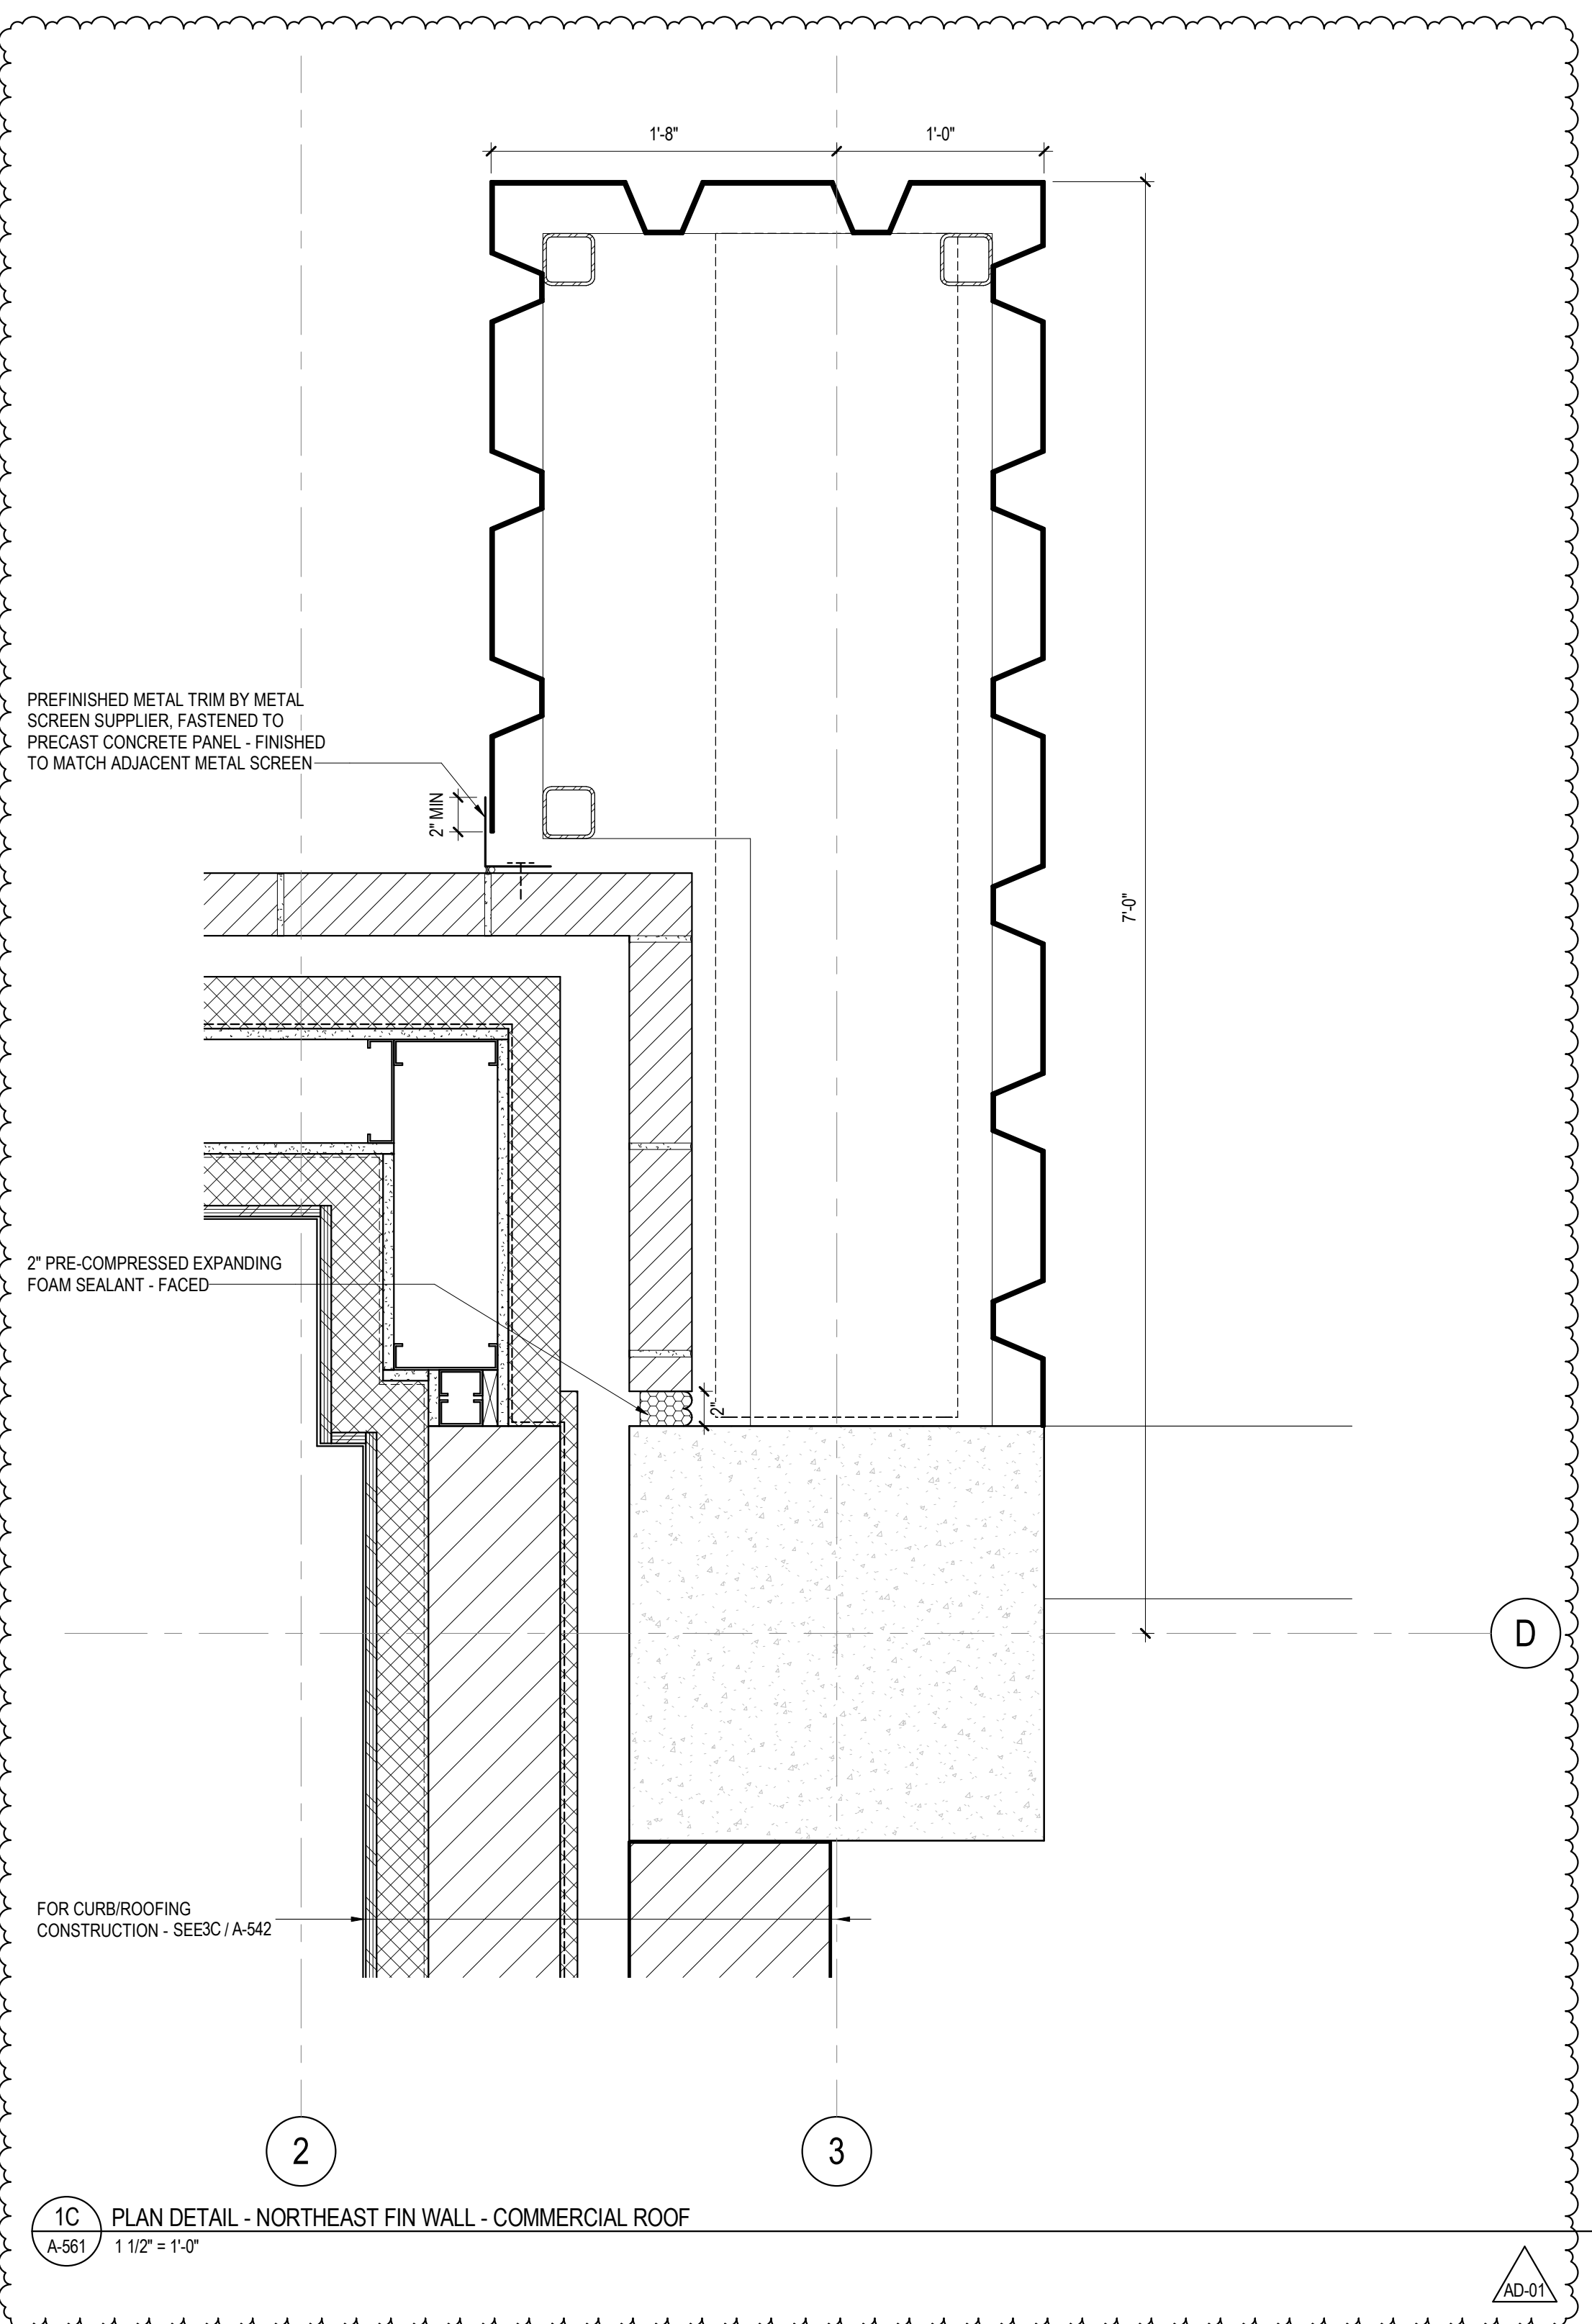 1'-8"
1'-0"
PREFINISHED METAL TRIM BY METAL
SCREEN SUPPLIER, FASTENED TO
PRECAST CONCRETE PANEL - FINISHED
TO MATCH ADJACENT METAL SCREEN
2" MIN
7'-0"
2" PRE-COMPRESSED EXPANDING
FOAM SEALANT - FACED
2"
D
FOR CURB/ROOFING
CONSTRUCTION - SEE3C / A-542
2
3
1C
PLAN DETAIL - NORTHEAST FIN WALL - COMMERCIAL ROOF
A-561
1 1/2" = 1'-0"
AD-01